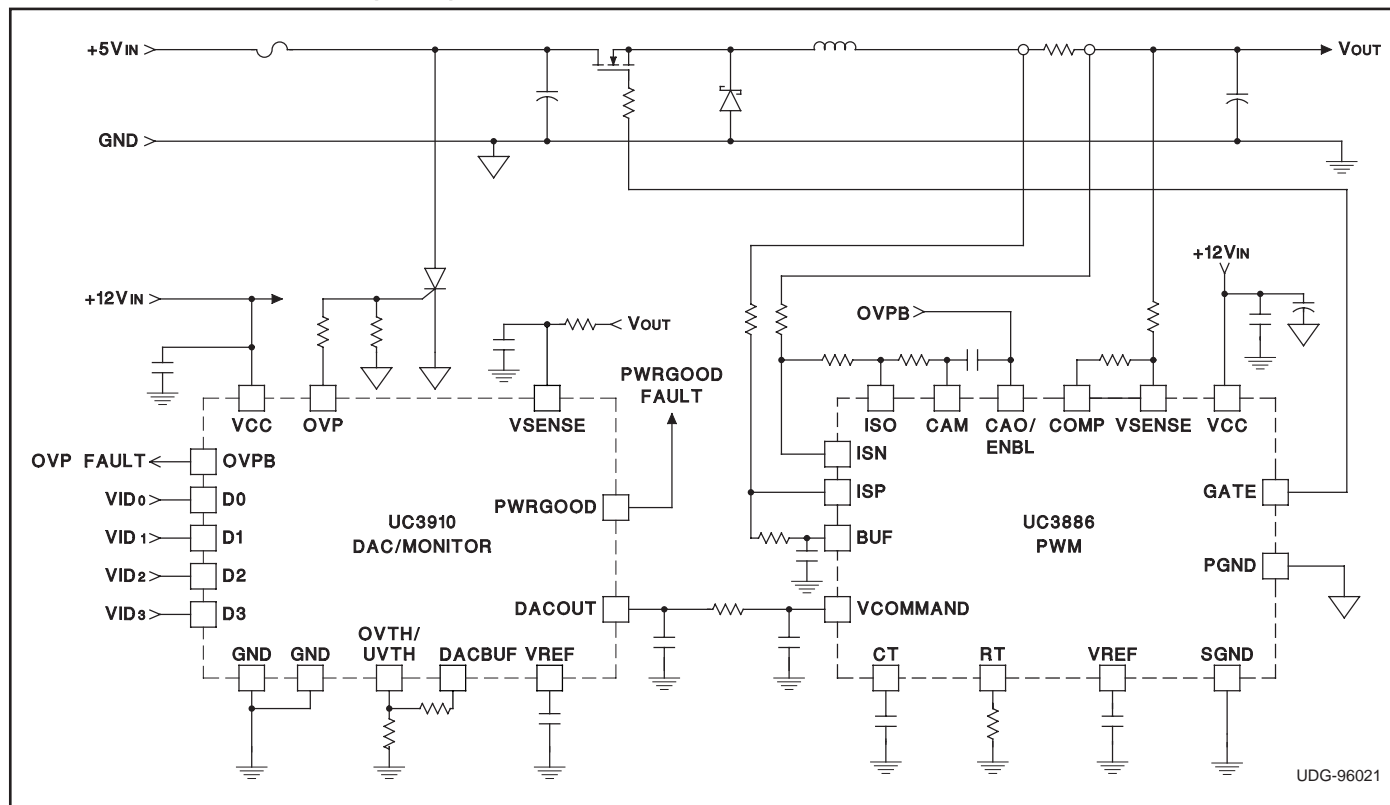 +5VIN
VOUT
GND
+12VIN
+12VIN
OVPB
VOUT
PWRGOOD
FAULT
VCC
OVP
VSENSE
ISO
CAM
CAO/
ENBL
COMP
VSENSE
VCC
OVP FAULT
OVPB
ISN
VID0
D0
PWRGOOD
ISP
GATE
VID1
D1
UC3910
DAC/MONITOR
BUF
UC3886
PWM
VID2
D2
PGND
VID3
D3
DACOUT
VCOMMAND
GND
GND
OVTH/
UVTH
DACBUF
VREF
CT
RT
VREF
SGND
UDG-96021